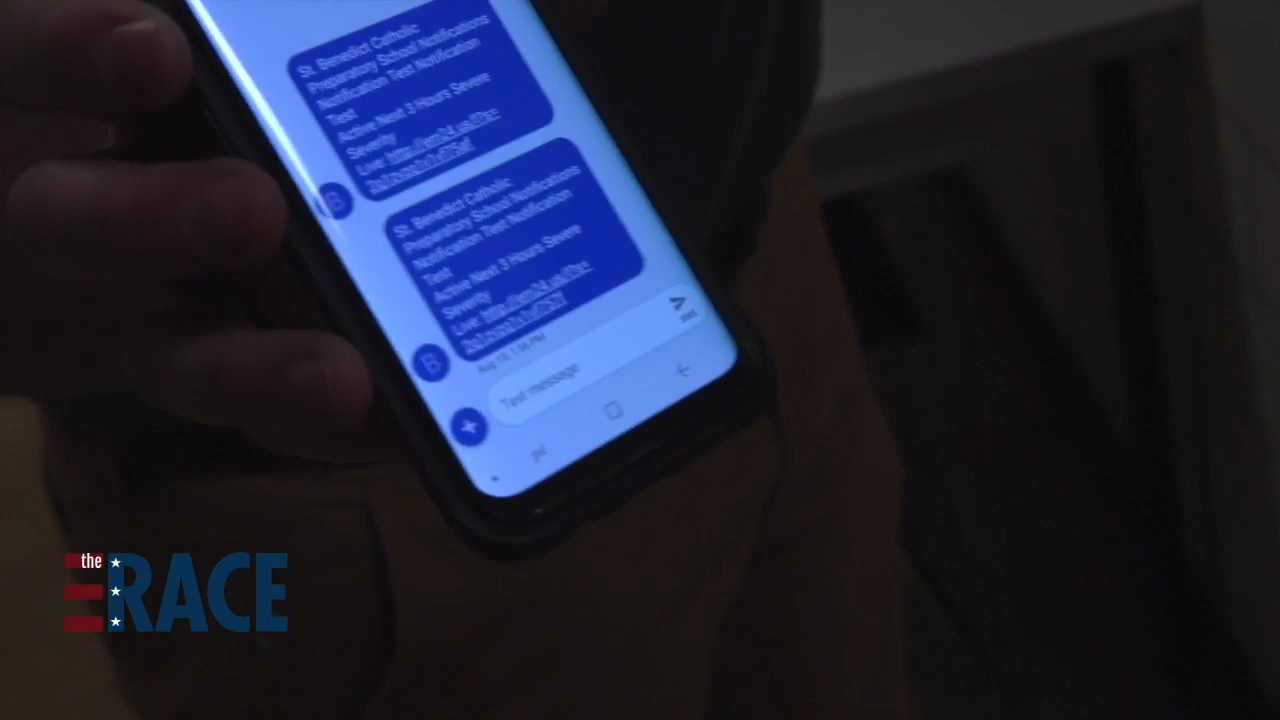 St. Benedict Catholic
Preparatory School Notifications
Notification Test Notification
Test
Active Next 3 Hours Severe
Severity
Live
B
St. Benedict Catholic
Preparatory School Notifications
Notification Test Notification
Test
Active Next 3 Hours Severe
Severity
Live
B
PM
SMS
Text message
the
RACE